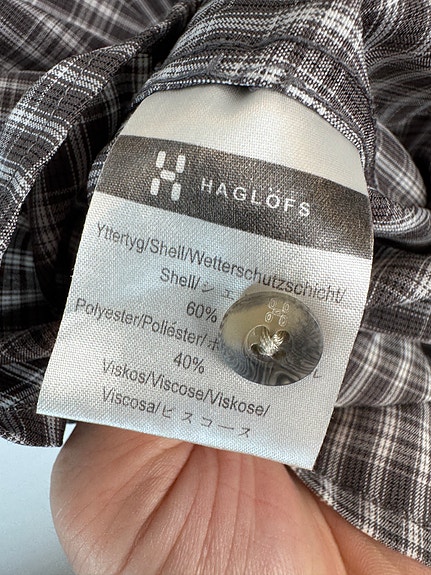 HAGLÖFS
Yttertyg/Shell/Wetterschutzschicht/
Shell/シェ
60%
Polyester/Poliéster/ポ
40%
Viskos/Viscose/Viskose/
Viscosa/ビスコース